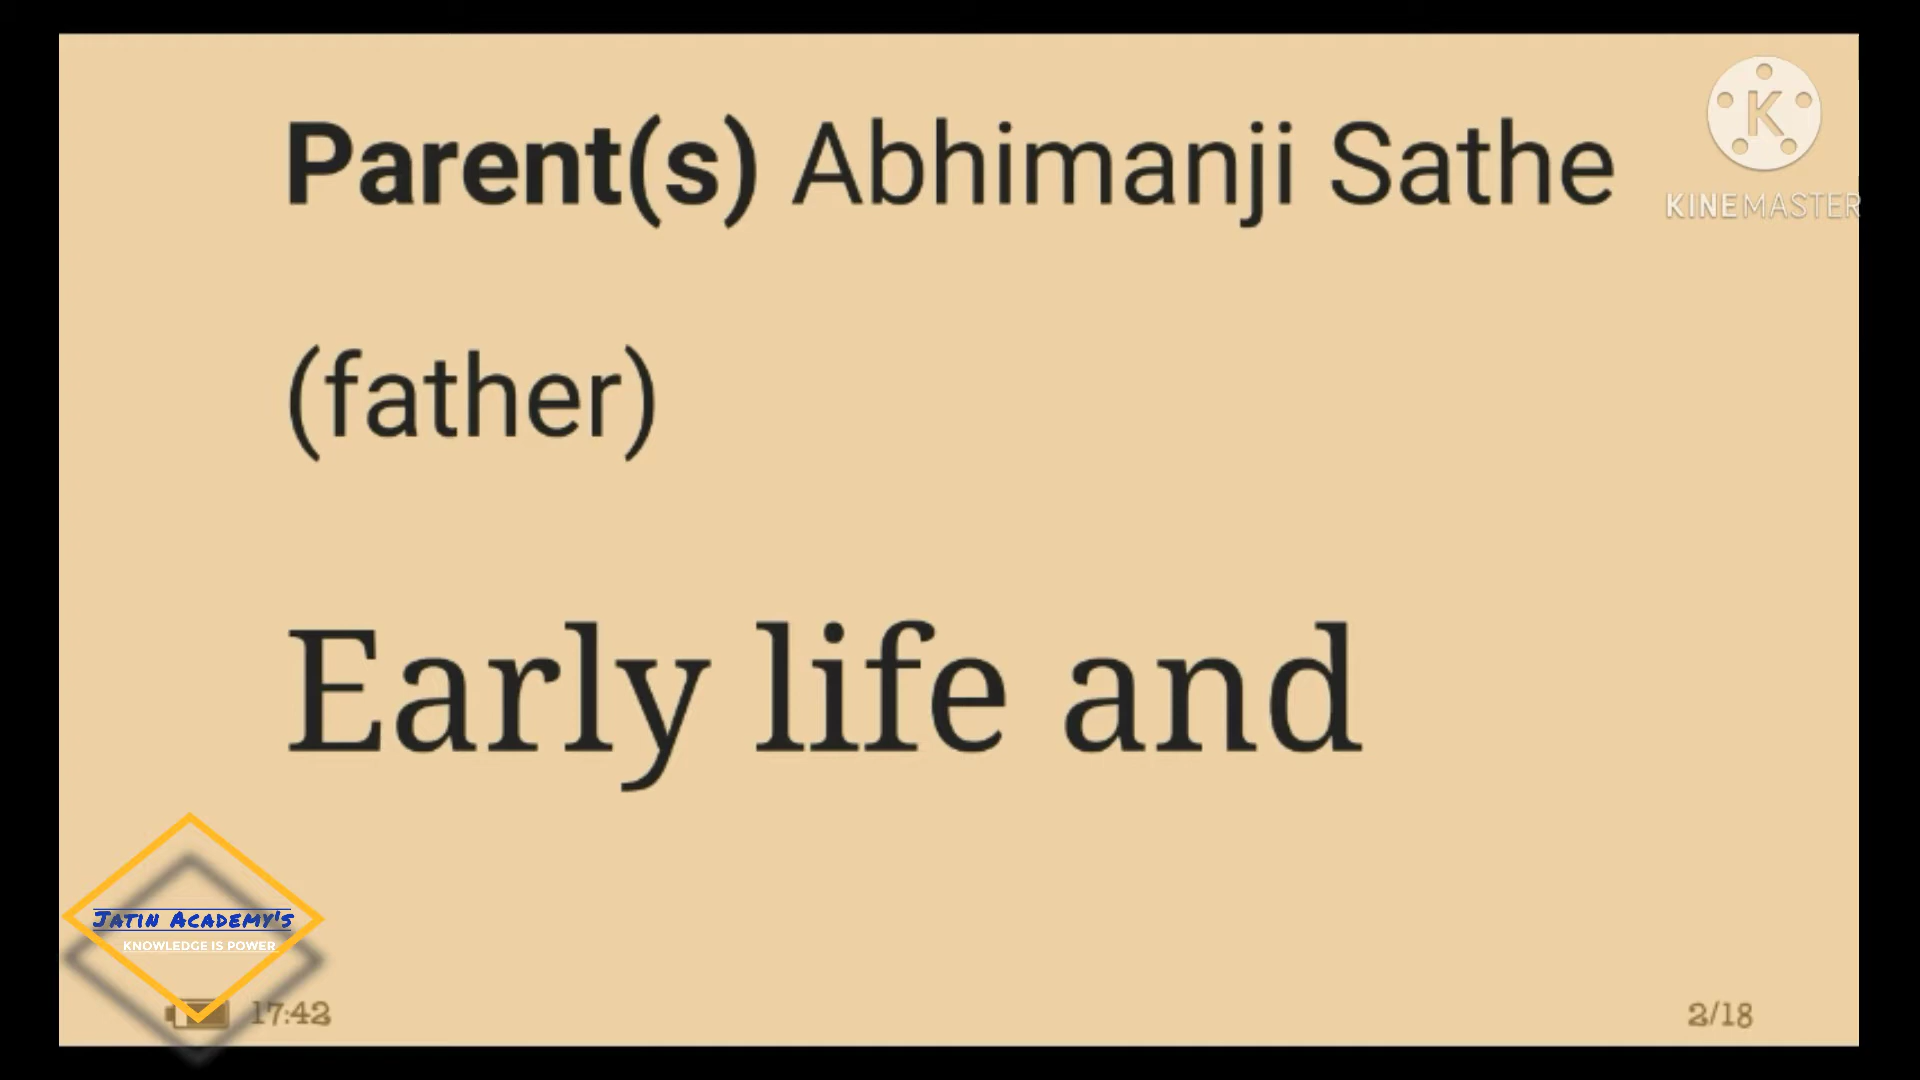 Parent(s) Abhimanji Sathe
(father)
Early life and
K
KINEMASTER
JATIN ACADEMY'S
KNOWLEDGE IS POWER
17:42
2/18